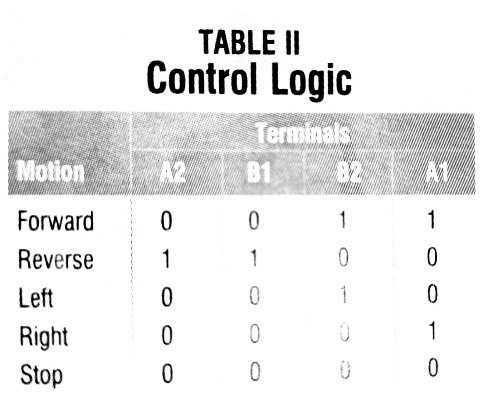 TABLE II
Control Logic
Terminals
Motion A2 B1 B2 A1
Forward 0 0 1 1
Reverse 1 1 0 0
Left 0 0 1 0
Right 0 0 0 1
Stop 0 0 0 0